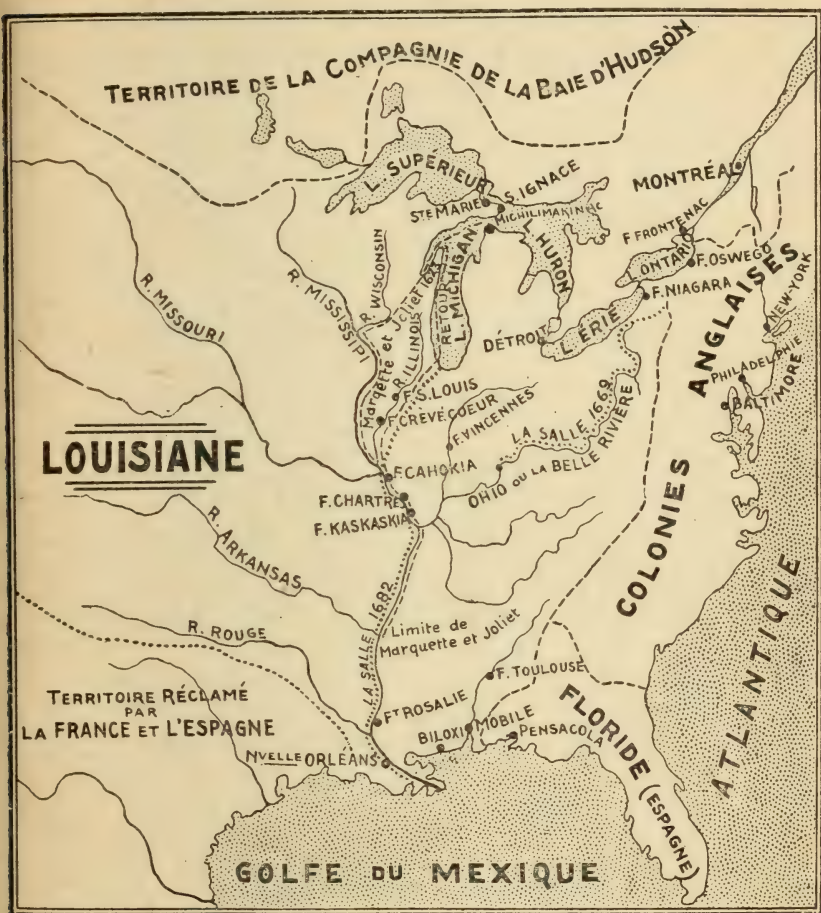 TERRITOIRE DE LA COMPAGNIE DE LA BAIE D'HUDSON
L. SUPÉRIEUR
STE MARIE
S. IGNACE
MICHILIMAKINAC
MONTRÉAL
F. FRONTENAC
L. ONTARIO
F. OSWEGO
F. NIAGARA
L. HURON
L. MICHIGAN
RETOUR
L. ÉRIE
DÉTROIT
R. WISCONSIN
R. MISSISSIPI
R. MISSOURI
Marquette et Joliet 1673
R. ILLINOIS
F. S. LOUIS
F. CRÈVECOEUR
F. VINCENNES
LA SALLE 1669
OHIO OU LA BELLE RIVIÈRE
NEW-YORK
PHILADELPHIE
BALTIMORE
COLONIES ANGLAISES
LOUISIANE
F. CAHOKIA
F. CHARTRES
F. KASKASKIA
R. ARKANSAS
LA SALLE 1682
Limite de
Marquette et Joliet
R. ROUGE
TERRITOIRE RÉCLAMÉ
PAR
LA FRANCE ET L'ESPAGNE
F. TOULOUSE
FT ROSALIE
BILOXI
MOBILE
PENSACOLA
NVELLE ORLÉANS
FLORIDE (ESPAGNE)
ATLANTIQUE
GOLFE DU MEXIQUE